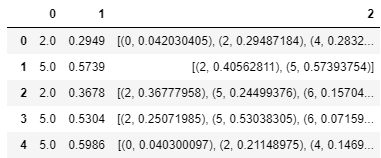 0 1 2
0 2.0 0.2949 [(0, 0.042030405), (2, 0.29487184), (4, 0.2832...
1 5.0 0.5739 [(2, 0.40562811), (5, 0.57393754)]
2 2.0 0.3678 [(2, 0.36777958), (5, 0.24499376), (6, 0.15704...
3 5.0 0.5304 [(2, 0.25071985), (5, 0.53038305), (6, 0.07159...
4 5.0 0.5986 [(0, 0.040300097), (2, 0.21148975), (4, 0.1469...